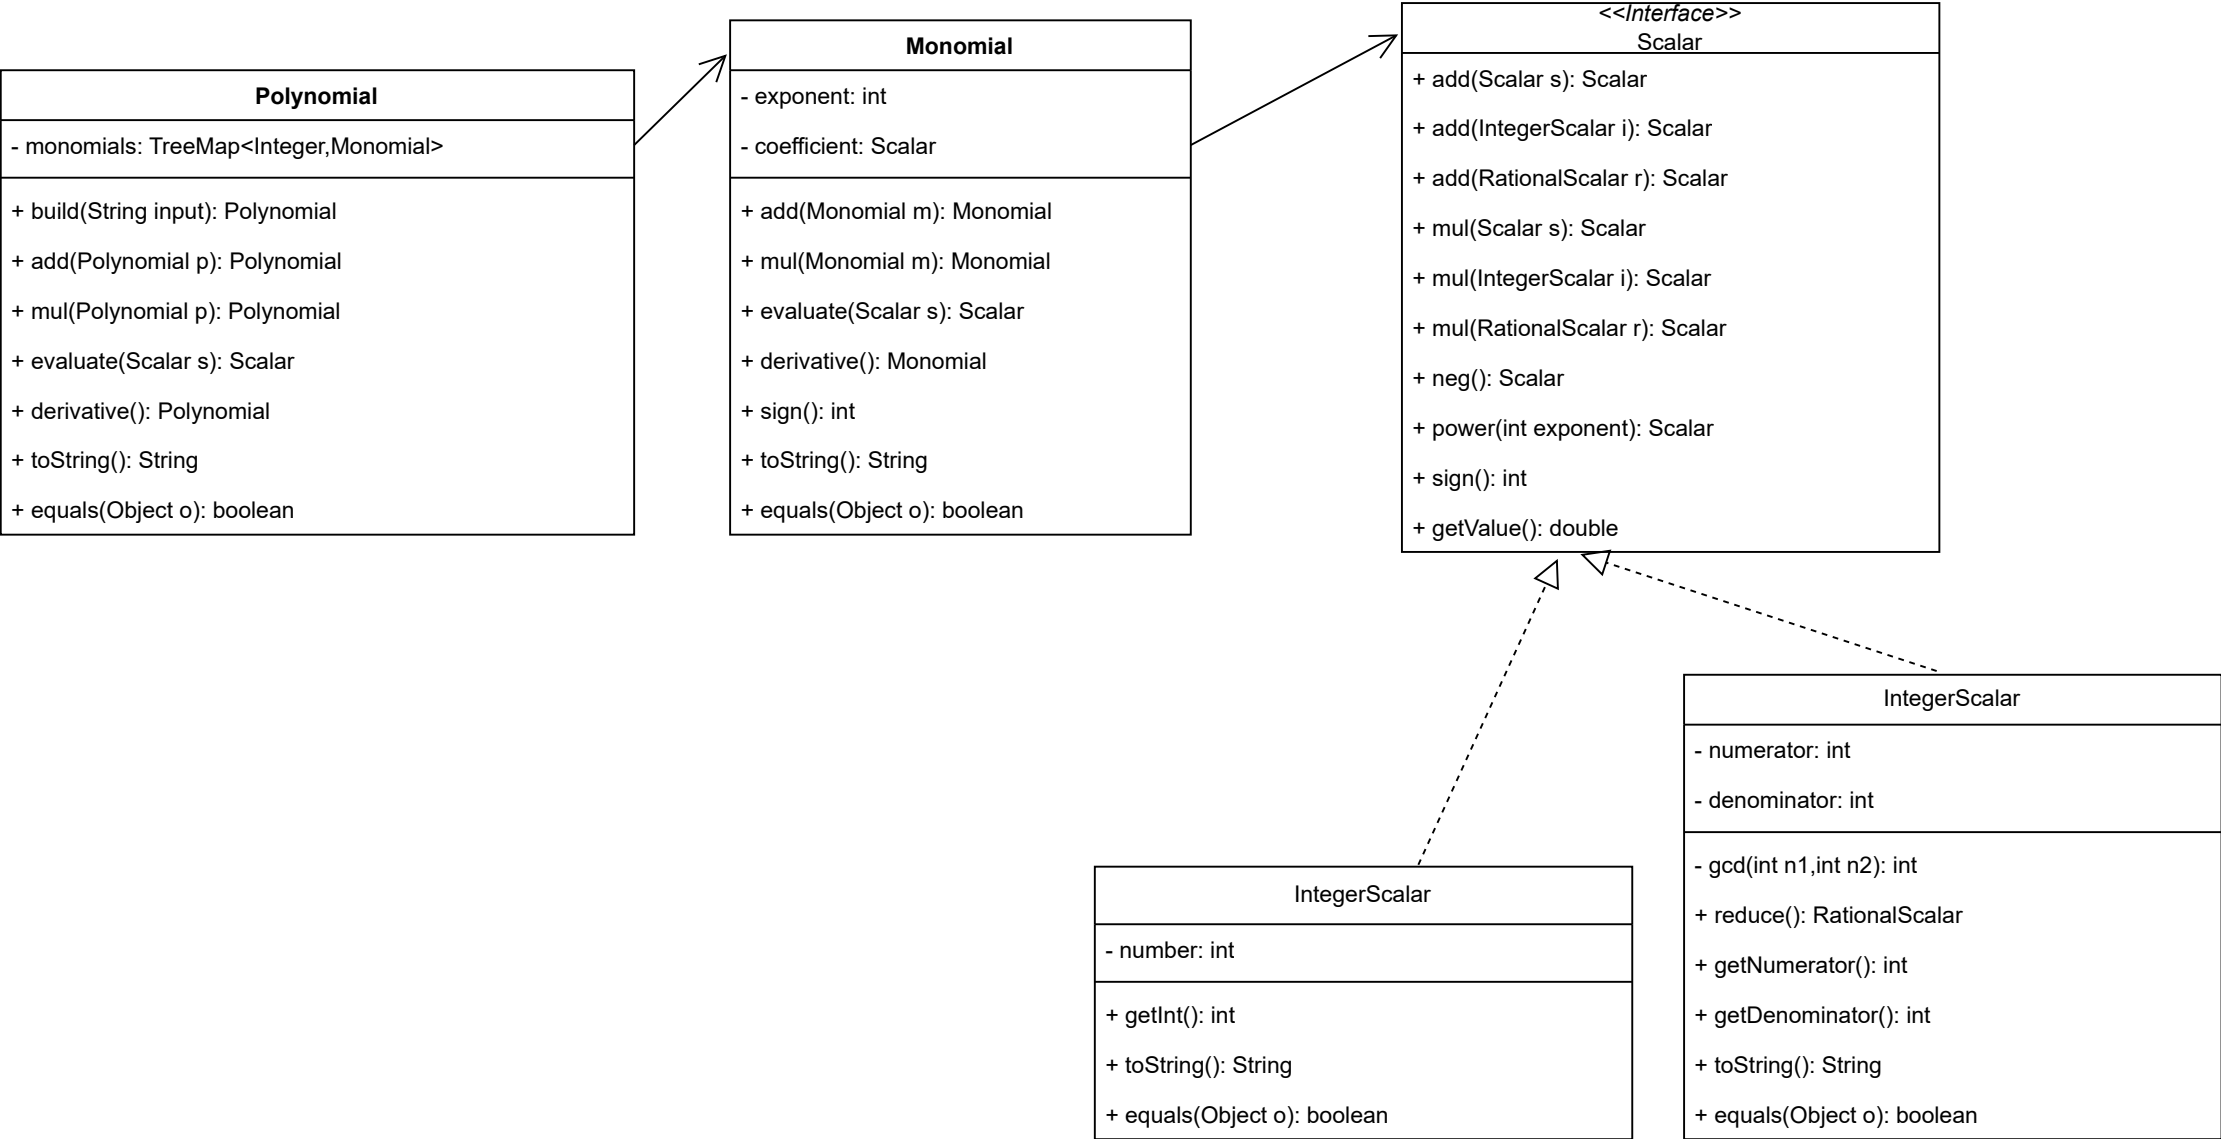 Polynomial
- monomials: TreeMap<Integer,Monomial>
+ build(String input): Polynomial
+ add(Polynomial p): Polynomial
+ mul(Polynomial p): Polynomial
+ evaluate(Scalar s): Scalar
+ derivative(): Polynomial
+ toString(): String
+ equals(Object o): boolean
Monomial
- exponent: int
- coefficient: Scalar
+ add(Monomial m): Monomial
+ mul(Monomial m): Monomial
+ evaluate(Scalar s): Scalar
+ derivative(): Monomial
+ sign(): int
+ toString(): String
+ equals(Object o): boolean
<<Interface>>
Scalar
+ add(Scalar s): Scalar
+ add(IntegerScalar i): Scalar
+ add(RationalScalar r): Scalar
+ mul(Scalar s): Scalar
+ mul(IntegerScalar i): Scalar
+ mul(RationalScalar r): Scalar
+ neg(): Scalar
+ power(int exponent): Scalar
+ sign(): int
+ getValue(): double
IntegerScalar
- number: int
+ getInt(): int
+ toString(): String
+ equals(Object o): boolean
IntegerScalar
- numerator: int
- denominator: int
- gcd(int n1,int n2): int
+ reduce(): RationalScalar
+ getNumerator(): int
+ getDenominator(): int
+ toString(): String
+ equals(Object o): boolean